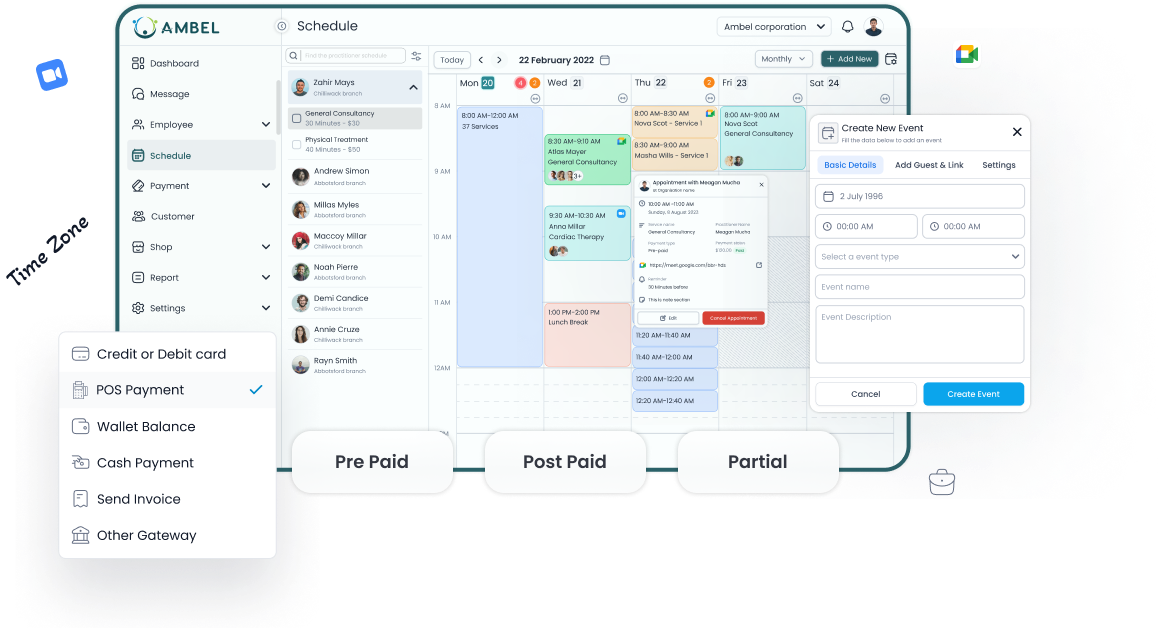 AMBEL
Schedule
Ambel corporation
Dashboard
Message
Employee
Schedule
Payment
Customer
Shop
Report
Settings
Find the practitioner schedule
Zahir Mays
Chilliwack branch
General Consultancy
30 Minutes - $30
Physical Treatment
40 Minutes - $50
Andrew Simon
Abbotsford branch
Millas Myles
Abbotsford branch
Maccoy Millar
Chilliwack branch
Noah Pierre
Abbotsford branch
Demi Candice
Chilliwack branch
Annie Cruze
Chilliwack branch
Rayn Smith
Abbotsford branch
Today
22 February 2022
Monthly
+ Add New
Mon 20
4 2
Wed 21
Thu 22
2
Fri 23
Sat 24
8 AM
9 AM
10 AM
11 AM
12AM
8:00 AM-12:00 AM
37 Services
8:30 AM-9:10 AM
Atlas Mayer
General Consultancy
3+
9:30 AM-10:30 AM
Anna Millar
Cardiac Therapy
1:00 PM-2:00 PM
Lunch Break
8:00 AM-8:30 AM
Nova Scot - Service 1
8:30 AM-9:00 AM
Masha Wills - Service 1
8:00 AM-9:00 AM
Nova Scot
General Consultancy
Appointment with Meagan Mucha
at Organisation name
10:00 AM -11:00 AM
Sunday, 8 August 2023
Service name
General Consultancy
Practitioner Name
Meagan Mucha
Payment type
Pre-paid
Payment status
$100.00 Paid
https://meet.google.com/bbi-hds
Reminder
30 Minutes before
This is note section
Edit
Cancel Appointment
11:20 AM-11:40 AM
11:40 AM-12:00 AM
12:00 AM-12:20 AM
12:20 AM-12:40 AM
Create New Event
Fill the data below to add an event
Basic Details
Add Guest & Link
Settings
2 July 1996
00:00 AM
00:00 AM
Select a event type
Event name
Event Description
Cancel
Create Event
Time Zone
Credit or Debit card
POS Payment
Wallet Balance
Cash Payment
Send Invoice
Other Gateway
Pre Paid
Post Paid
Partial